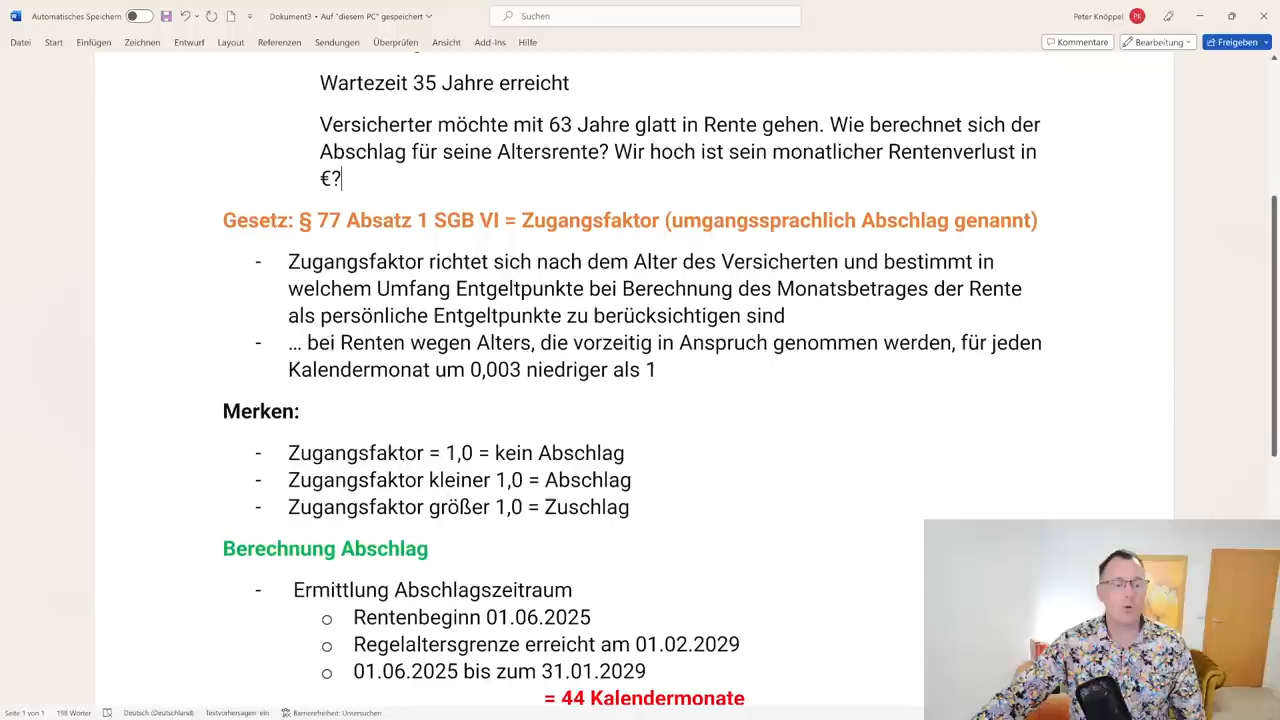 Automatisches Speichern
Dokument3 • Auf "diesem PC" gespeichert
Suchen
Peter Knöppel
PK
Datei Start Einfügen Zeichnen Entwurf Layout Referenzen Sendungen Überprüfen Ansicht Add-Ins Hilfe
Kommentare
Bearbeitung
Freigeben
Wartezeit 35 Jahre erreicht
Versicherter möchte mit 63 Jahre glatt in Rente gehen. Wie berechnet sich der
Abschlag für seine Altersrente? Wir hoch ist sein monatlicher Rentenverlust in
€?
Gesetz: § 77 Absatz 1 SGB VI = Zugangsfaktor (umgangssprachlich Abschlag genannt)
- Zugangsfaktor richtet sich nach dem Alter des Versicherten und bestimmt in
welchem Umfang Entgeltpunkte bei Berechnung des Monatsbetrages der Rente
als persönliche Entgeltpunkte zu berücksichtigen sind
- … bei Renten wegen Alters, die vorzeitig in Anspruch genommen werden, für jeden
Kalendermonat um 0,003 niedriger als 1
Merken:
- Zugangsfaktor = 1,0 = kein Abschlag
- Zugangsfaktor kleiner 1,0 = Abschlag
- Zugangsfaktor größer 1,0 = Zuschlag
Berechnung Abschlag
- Ermittlung Abschlagszeitraum
o Rentenbeginn 01.06.2025
o Regelaltersgrenze erreicht am 01.02.2029
o 01.06.2025 bis zum 31.01.2029
= 44 Kalendermonate
Seite 1 von 1 198 Wörter Deutsch (Deutschland) Textvorhersagen: ein Barrierefreiheit: Untersuchen